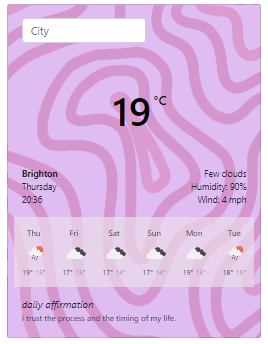 City
19 °C
Brighton Few clouds
Thursday Humidity: 90%
20:36 Wind: 4 mph
Thu Fri Sat Sun Mon Tue
19° 15° 17° 15° 17° 14° 17° 14° 19° 13° 18° 15°
daily affirmation
I trust the process and the timing of my life.